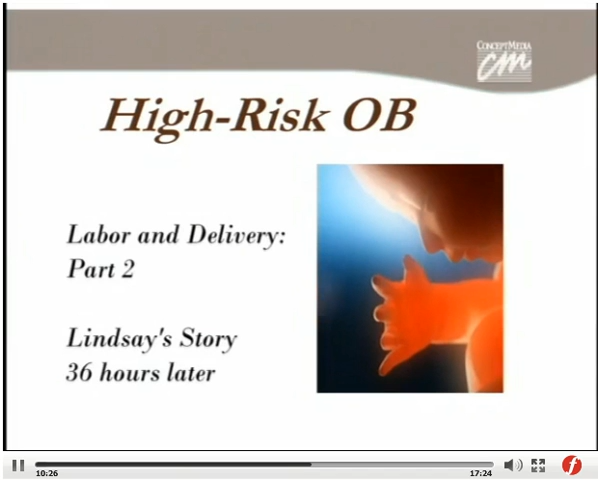 CONCEPTMEDIA
cm
High-Risk OB
Labor and Delivery:
Part 2
Lindsay's Story
36 hours later
10:26
17:24
f